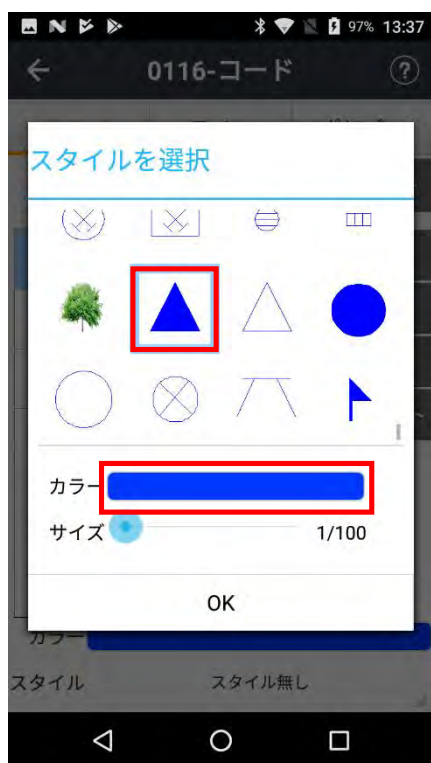 97% 13:37
0116-コード
?
スタイルを選択
カラー
サイズ 1/100
OK
カラー
スタイル スタイル無し